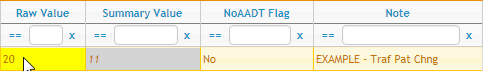 Raw Value Summary Value NoAADT Flag Note
== x == x == x == x
20 11 No EXAMPLE - Traf Pat Chng